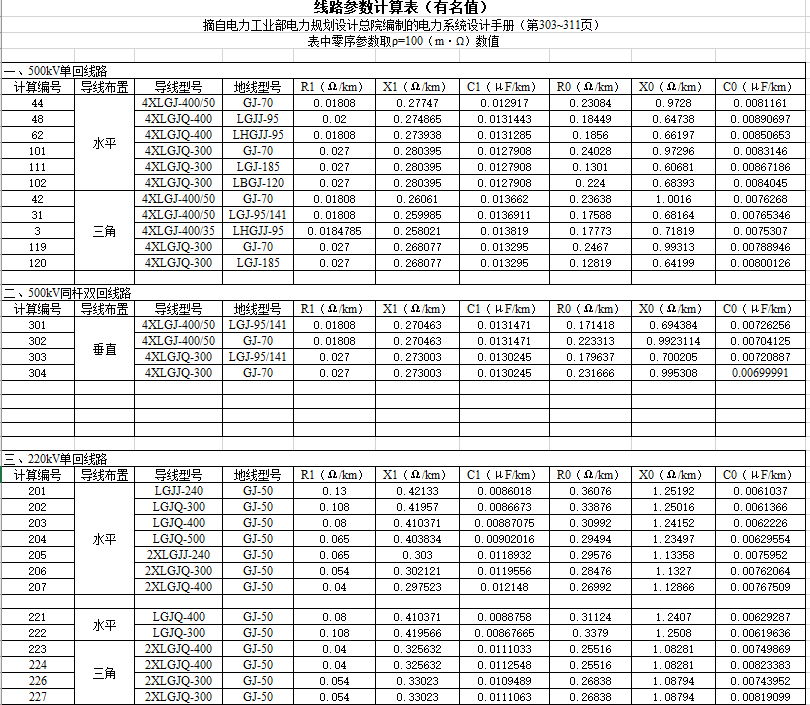 线路参数计算表（有名值）
摘自电力工业部电力规划设计总院编制的电力系统设计手册（第303~311页）
表中零序参数取ρ=100（m·Ω）数值
一、500kV单回线路
计算编号 导线布置 导线型号 地线型号 R1（Ω/km） X1（Ω/km） C1（μF/km） R0（Ω/km） X0（Ω/km） C0（μF/km）
44 4XLGJ-400/50 GJ-70 0.01808 0.27747 0.012917 0.23084 0.9728 0.0081161
48 4XLGJQ-400 LGJJ-95 0.02 0.274865 0.0131443 0.18449 0.64738 0.00890697
62 4XLGJQ-400 LHGJJ-95 0.01808 0.273938 0.0131285 0.1856 0.66197 0.00850653
101 水平 4XLGJQ-300 GJ-70 0.027 0.280395 0.0127908 0.24028 0.97296 0.0083146
111 4XLGJQ-300 LGJ-185 0.027 0.280395 0.0127908 0.1301 0.60681 0.00867186
102 4XLGJQ-300 LBGJ-120 0.027 0.280395 0.0127908 0.224 0.68393 0.0084045
42 4XLGJ-400/50 GJ-70 0.01808 0.26061 0.013662 0.23638 1.0016 0.0076268
31 4XLGJ-400/50 LGJ-95/141 0.01808 0.259985 0.0136911 0.17588 0.68164 0.00765346
3 三角 4XLGJ-400/35 LHGJJ-95 0.0184785 0.258021 0.013819 0.17773 0.71819 0.0075307
119 4XLGJQ-300 GJ-70 0.027 0.268077 0.013295 0.2467 0.99313 0.00788946
120 4XLGJQ-300 LGJ-185 0.027 0.268077 0.013295 0.12819 0.64199 0.00800126
二、500kV同杆双回线路
计算编号 导线布置 导线型号 地线型号 R1（Ω/km） X1（Ω/km） C1（μF/km） R0（Ω/km） X0（Ω/km） C0（μF/km）
301 4XLGJ-400/50 LGJ-95/141 0.01808 0.270463 0.0131471 0.171418 0.694384 0.00726256
302 垂直 4XLGJ-400/50 GJ-70 0.01808 0.270463 0.0131471 0.223313 0.9923114 0.00704125
303 4XLGJQ-300 LGJ-95/141 0.027 0.273003 0.0130245 0.179637 0.700205 0.00720887
304 4XLGJQ-300 GJ-70 0.027 0.273003 0.0130245 0.231666 0.995308 0.00699991
三、220kV单回线路
计算编号 导线布置 导线型号 地线型号 R1（Ω/km） X1（Ω/km） C1（μF/km） R0（Ω/km） X0（Ω/km） C0（μF/km）
201 LGJJ-240 GJ-50 0.13 0.42133 0.0086018 0.36076 1.25192 0.0061037
202 LGJQ-300 GJ-50 0.108 0.41957 0.0086673 0.33876 1.25016 0.0061366
203 LGJQ-400 GJ-50 0.08 0.410371 0.00887075 0.30992 1.24152 0.0062226
204 水平 LGJQ-500 GJ-50 0.065 0.403834 0.00902016 0.29494 1.23497 0.00629554
205 2XLGJJ-240 GJ-50 0.065 0.303 0.0118932 0.29576 1.13358 0.0075952
206 2XLGJQ-300 GJ-50 0.054 0.302121 0.0119556 0.28476 1.1327 0.00762064
207 2XLGJQ-400 GJ-50 0.04 0.297523 0.012148 0.26992 1.12866 0.00767509
221 水平 LGJQ-400 GJ-50 0.08 0.410371 0.0088758 0.31124 1.2407 0.00629287
222 LGJQ-300 GJ-50 0.108 0.419566 0.00867665 0.3379 1.2508 0.00619636
223 2XLGJQ-400 GJ-50 0.04 0.325632 0.0111033 0.25516 1.08281 0.00749869
224 三角 2XLGJQ-400 GJ-50 0.04 0.325632 0.0112548 0.25516 1.08281 0.00823383
226 2XLGJQ-300 GJ-50 0.054 0.33023 0.0109489 0.26838 1.08794 0.00743952
227 2XLGJQ-300 GJ-50 0.054 0.33023 0.0111063 0.26838 1.08794 0.00819099